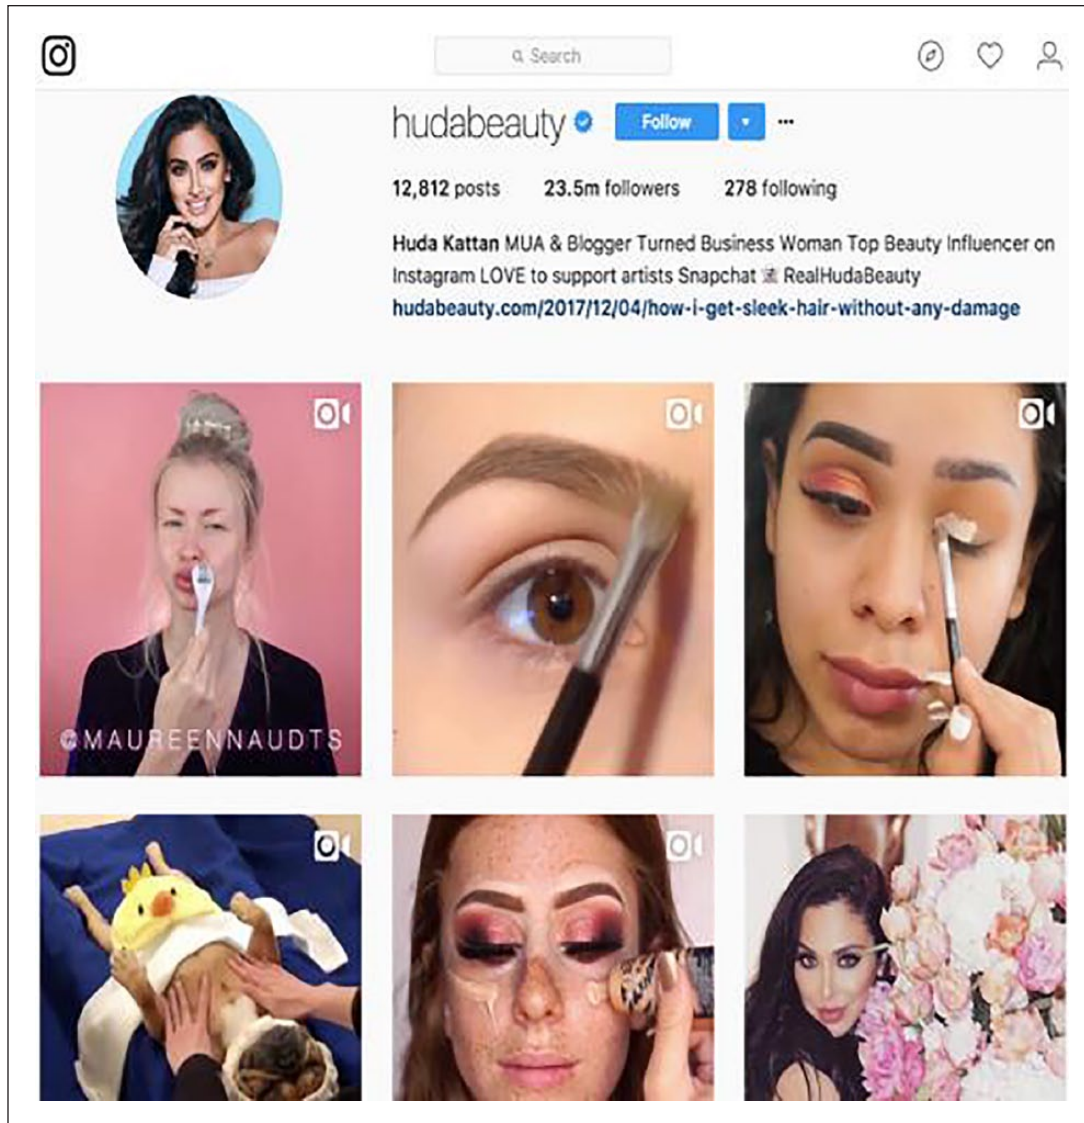 Search
hudabeauty Follow
12,812 posts 23.5m followers 278 following
Huda Kattan MUA & Blogger Turned Business Woman Top Beauty Influencer on
Instagram LOVE to support artists Snapchat RealHudaBeauty
hudabeauty.com/2017/12/04/how-i-get-sleek-hair-without-any-damage
@MAUREENNAUDTS